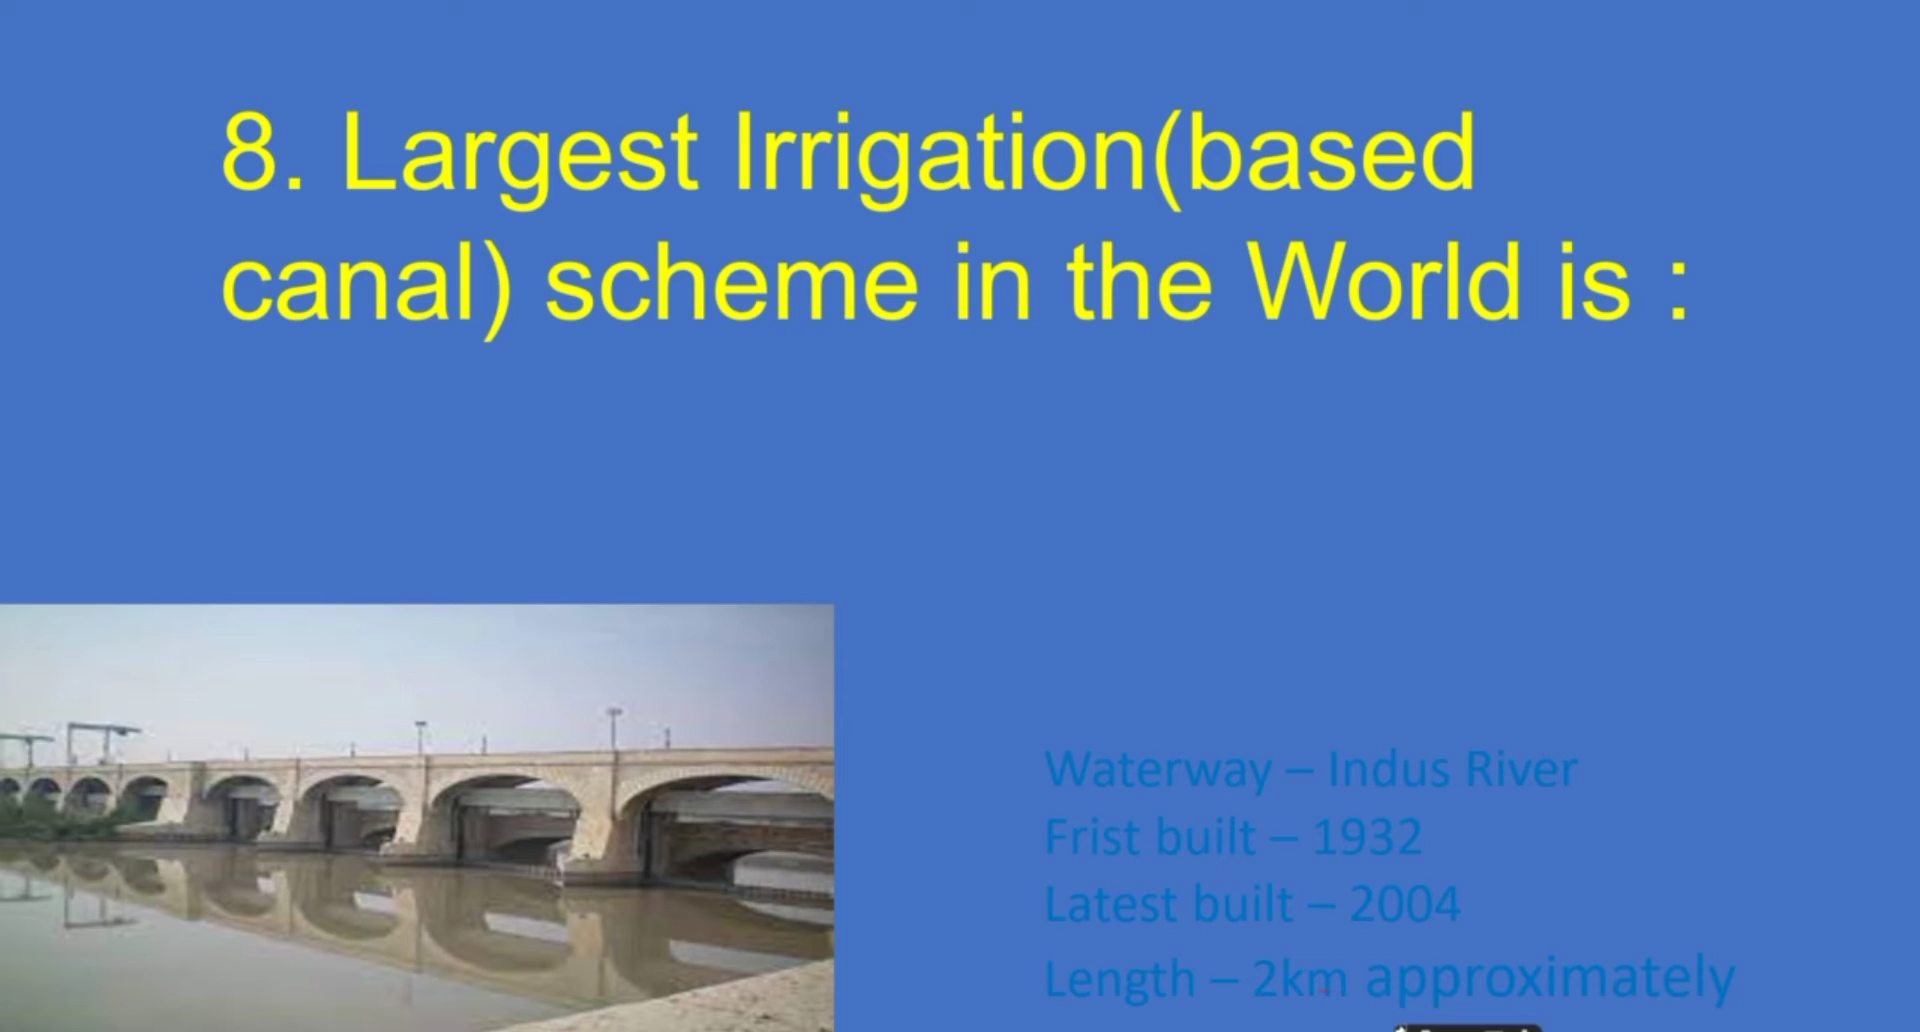 8. Largest Irrigation(based
canal) scheme in the World is :
Waterway – Indus River
Frist built – 1932
Latest built – 2004
Length – 2km approximately